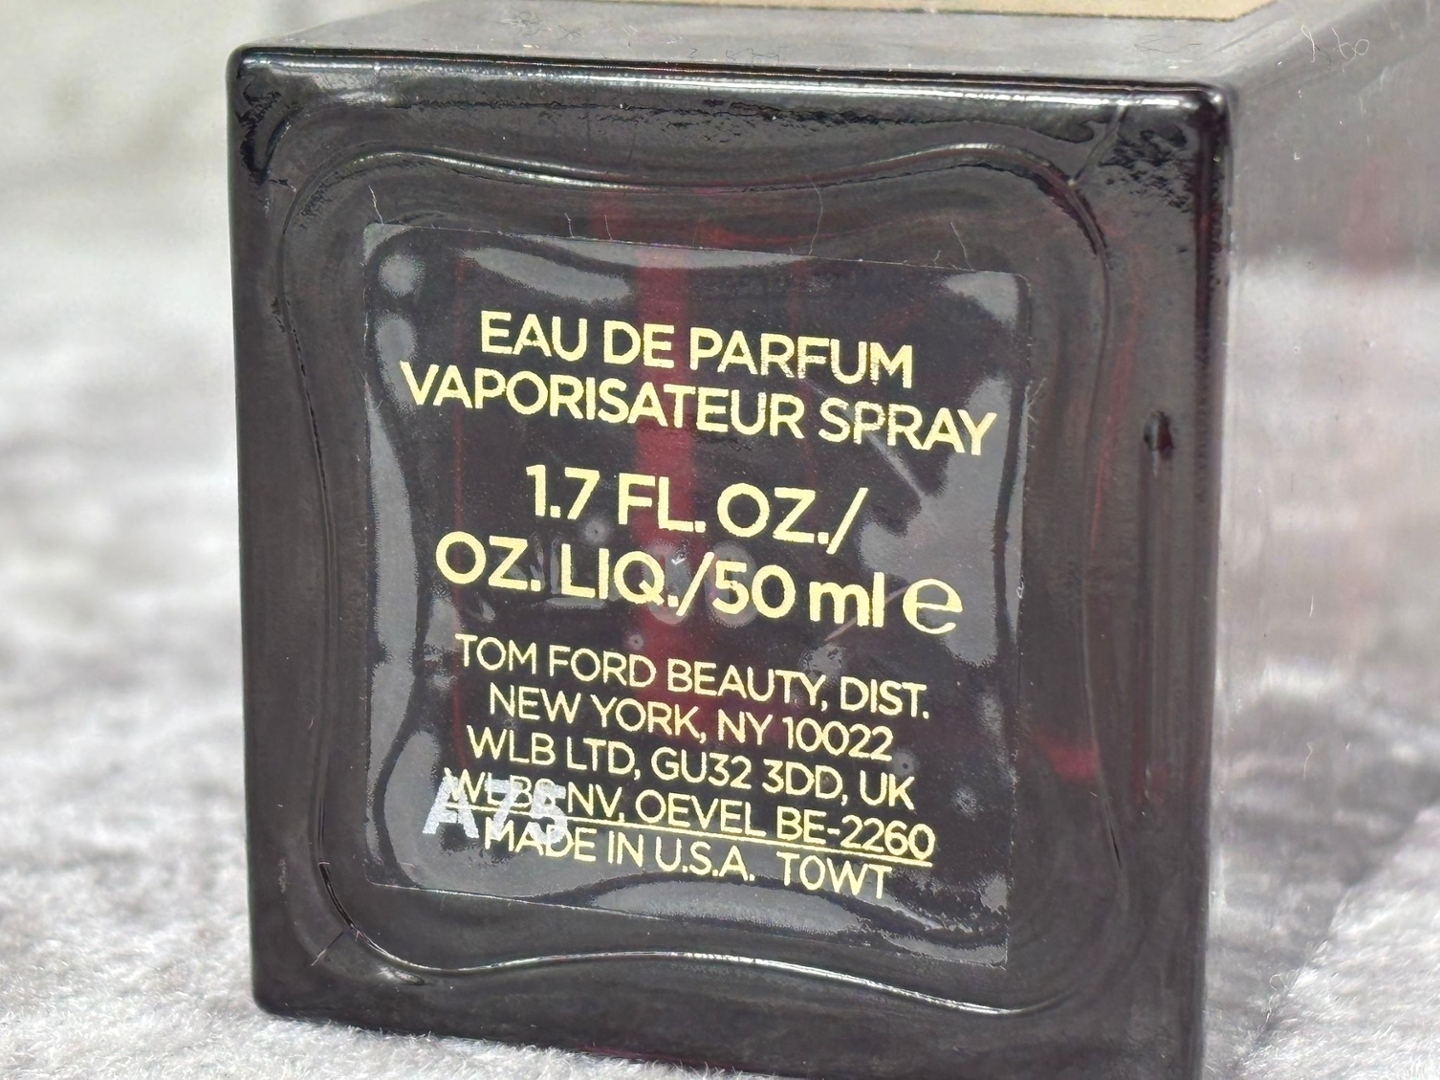 EAU DE PARFUM
VAPORISATEUR SPRAY
1.7 FL. OZ./
OZ. LIQ./50 ml ℮
TOM FORD BEAUTY, DIST.
NEW YORK, NY 10022
WLB LTD, GU32 3DD, UK
WLBS NV, OEVEL BE-2260
A75
MADE IN U.S.A. T0WT